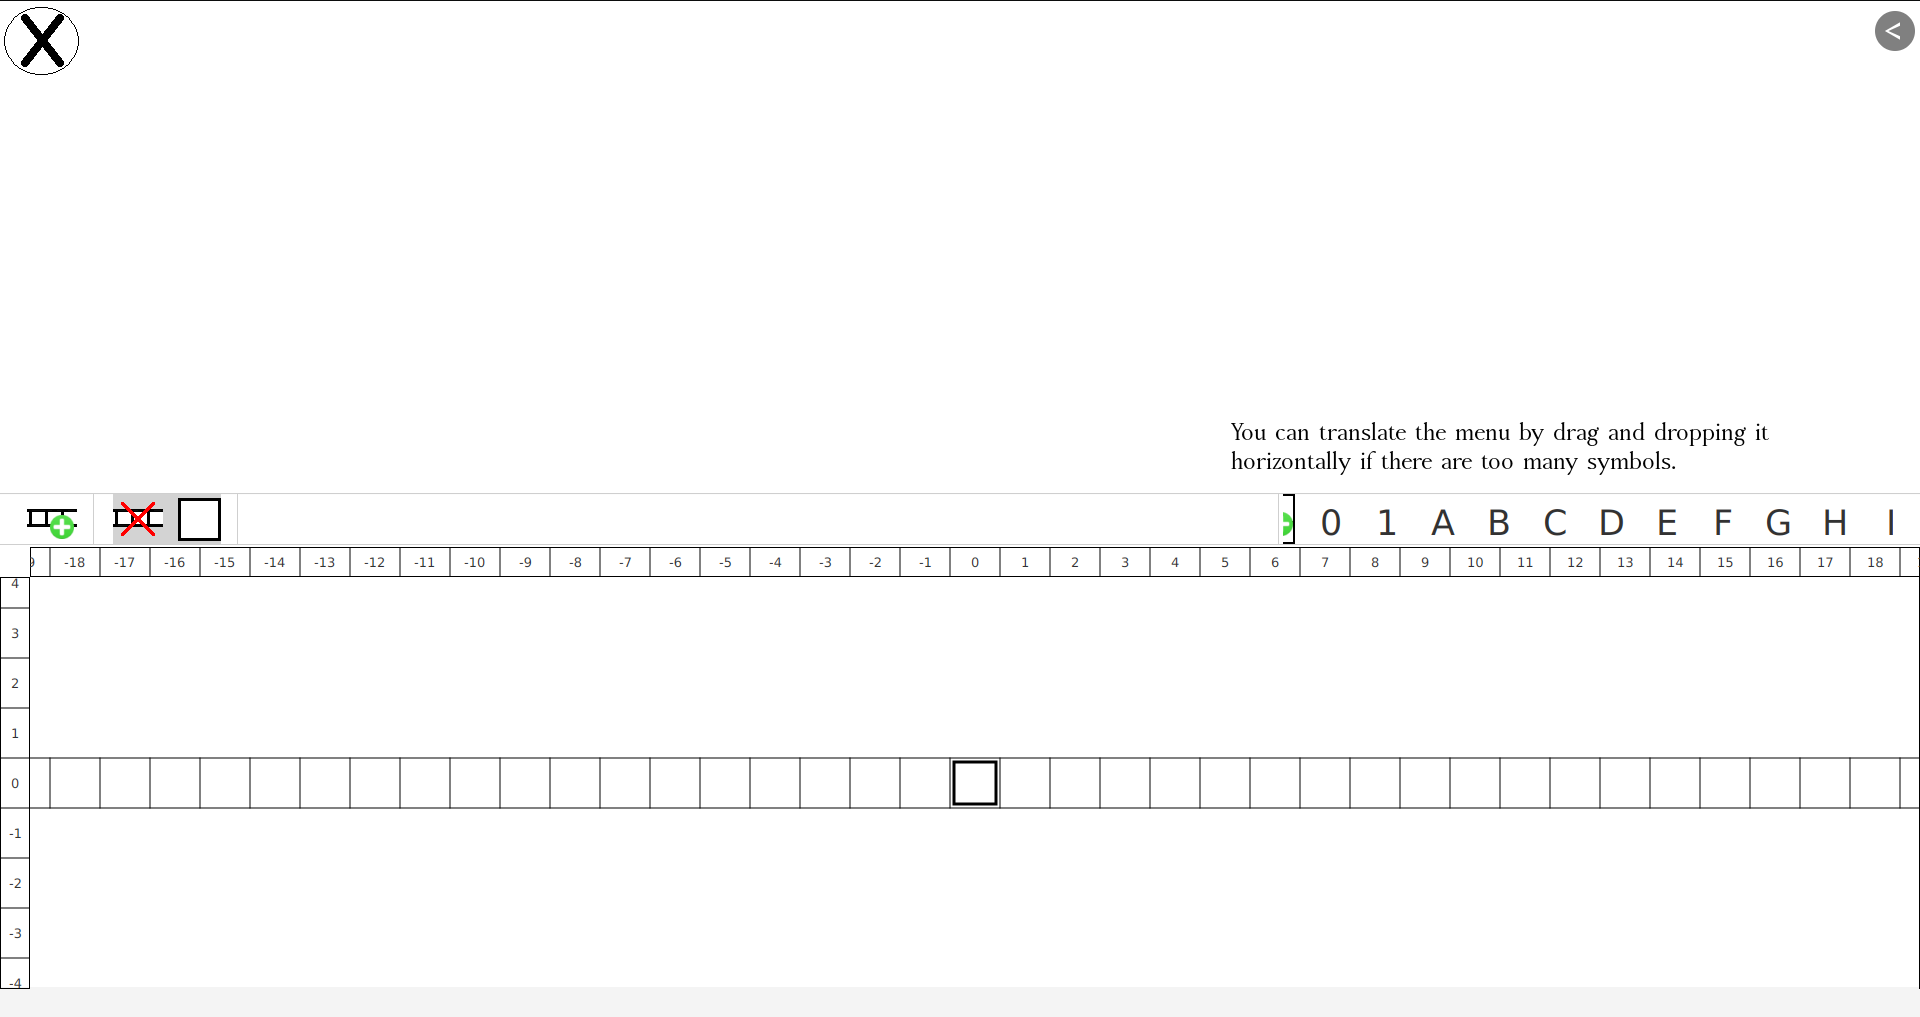 X
<
You can translate the menu by drag and dropping it
horizontally if there are too many symbols.
0 1 A B C D E F G H I
9 -18 -17 -16 -15 -14 -13 -12 -11 -10 -9 -8 -7 -6 -5 -4 -3 -2 -1 0 1 2 3 4 5 6 7 8 9 10 11 12 13 14 15 16 17 18
4
3
2
1
0
-1
-2
-3
-4